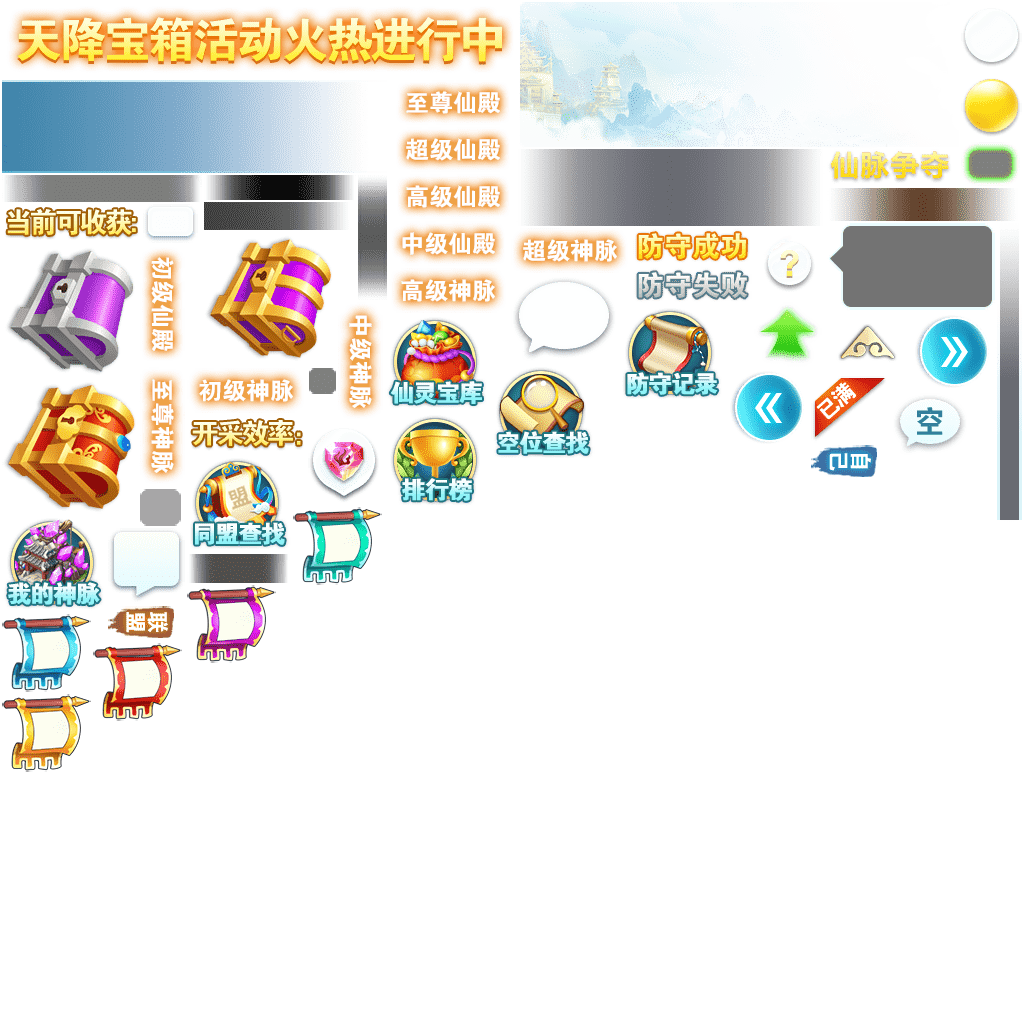 天降宝箱活动火热进行中
至尊仙殿
超级仙殿
仙脉争夺
高级仙殿
当前可收获:
中级仙殿
超级神脉
防守成功
?
初级仙殿
高级神脉
防守失败
中级神脉
仙灵宝库
防守记录
初级神脉
至尊神脉
已满
空
开采效率:
空位查找
自己
盟
排行榜
同盟查找
我的神脉
联盟